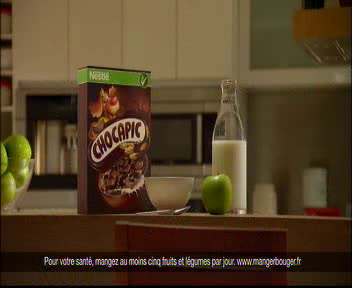 Nestlé
CHOCAPIC
Pour votre santé, mangez au moins cinq fruits et légumes par jour. www.mangerbouger.fr